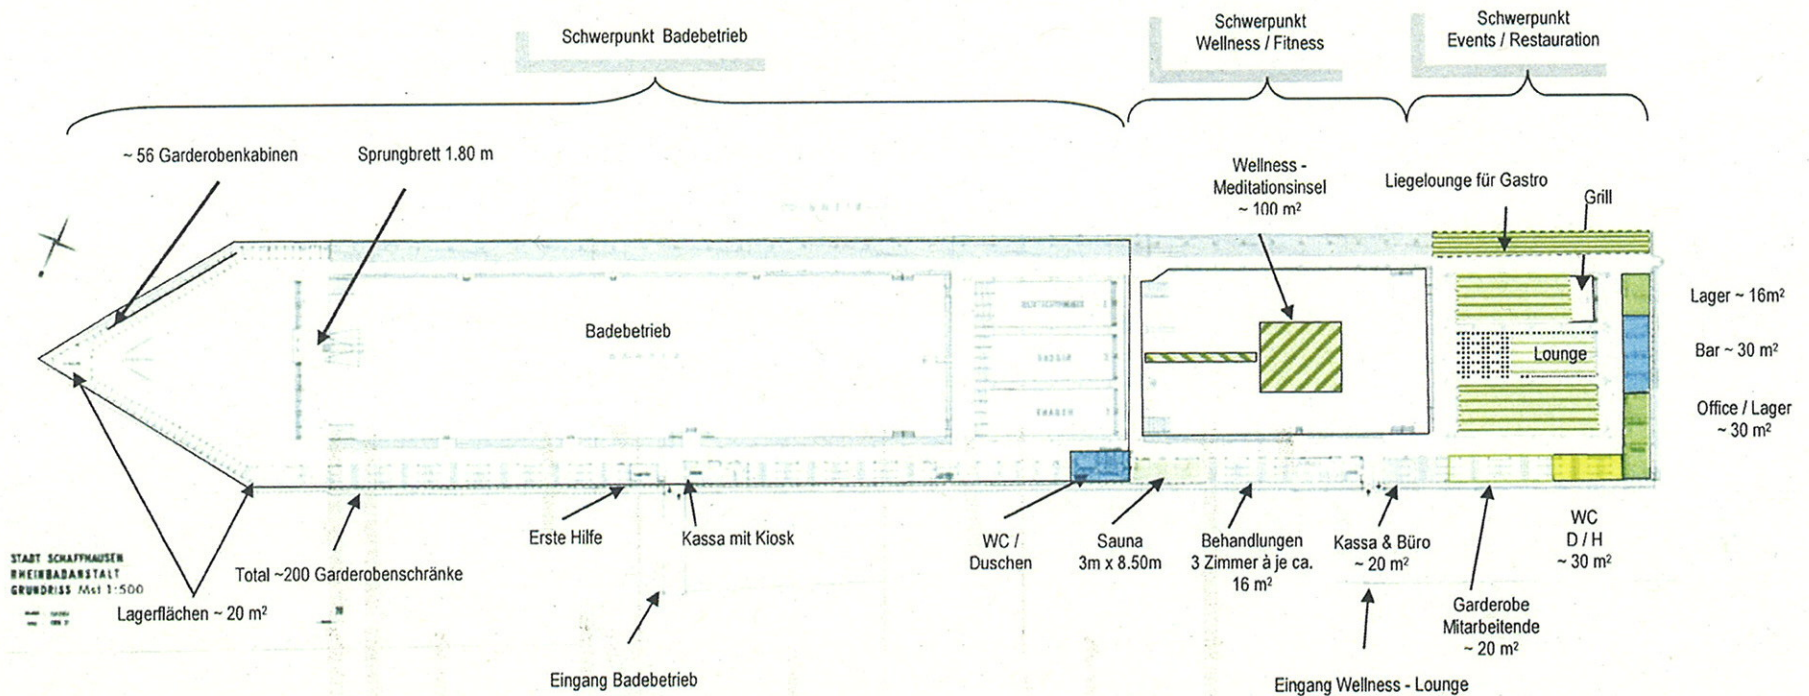 Schwerpunkt Badebetrieb
Schwerpunkt
Wellness / Fitness
Schwerpunkt
Events / Restauration
~ 56 Garderobenkabinen
Sprungbrett 1.80 m
Wellness -
Meditationsinsel
~ 100 m²
Liegelounge für Gastro
Grill
Badebetrieb
Lounge
Lager ~ 16m²
Bar ~ 30 m²
Office / Lager
~ 30 m²
Erste Hilfe
Kassa mit Kiosk
WC /
Duschen
Sauna
3m x 8.50m
Behandlungen
3 Zimmer à je ca.
16 m²
Kassa & Büro
~ 20 m²
WC
D / H
~ 30 m²
STADT SCHAFFHAUSEN
RHEINBADANSTALT
GRUNDRISS Mst 1:500
Total ~200 Garderobenschränke
Lagerflächen ~ 20 m²
Garderobe
Mitarbeitende
~ 20 m²
Eingang Badebetrieb
Eingang Wellness - Lounge